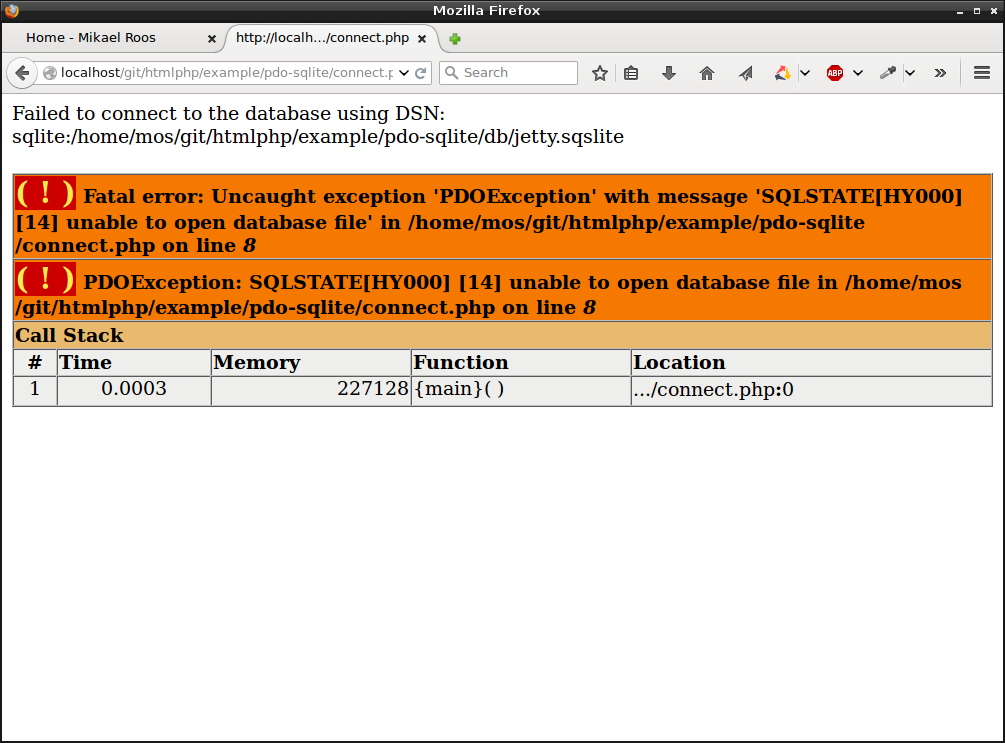 Mozilla Firefox
Home - Mikael Roos
http://localh.../connect.php
localhost/git/htmlphp/example/pdo-sqlite/connect.p
Search
ABP
Failed to connect to the database using DSN:
sqlite:/home/mos/git/htmlphp/example/pdo-sqlite/db/jetty.sqslite
( ! ) Fatal error: Uncaught exception 'PDOException' with message 'SQLSTATE[HY000]
[14] unable to open database file' in /home/mos/git/htmlphp/example/pdo-sqlite
/connect.php on line 8
( ! ) PDOException: SQLSTATE[HY000] [14] unable to open database file in /home/mos
/git/htmlphp/example/pdo-sqlite/connect.php on line 8
Call Stack
# Time Memory Function Location
1 0.0003 227128 {main}( ) .../connect.php:0